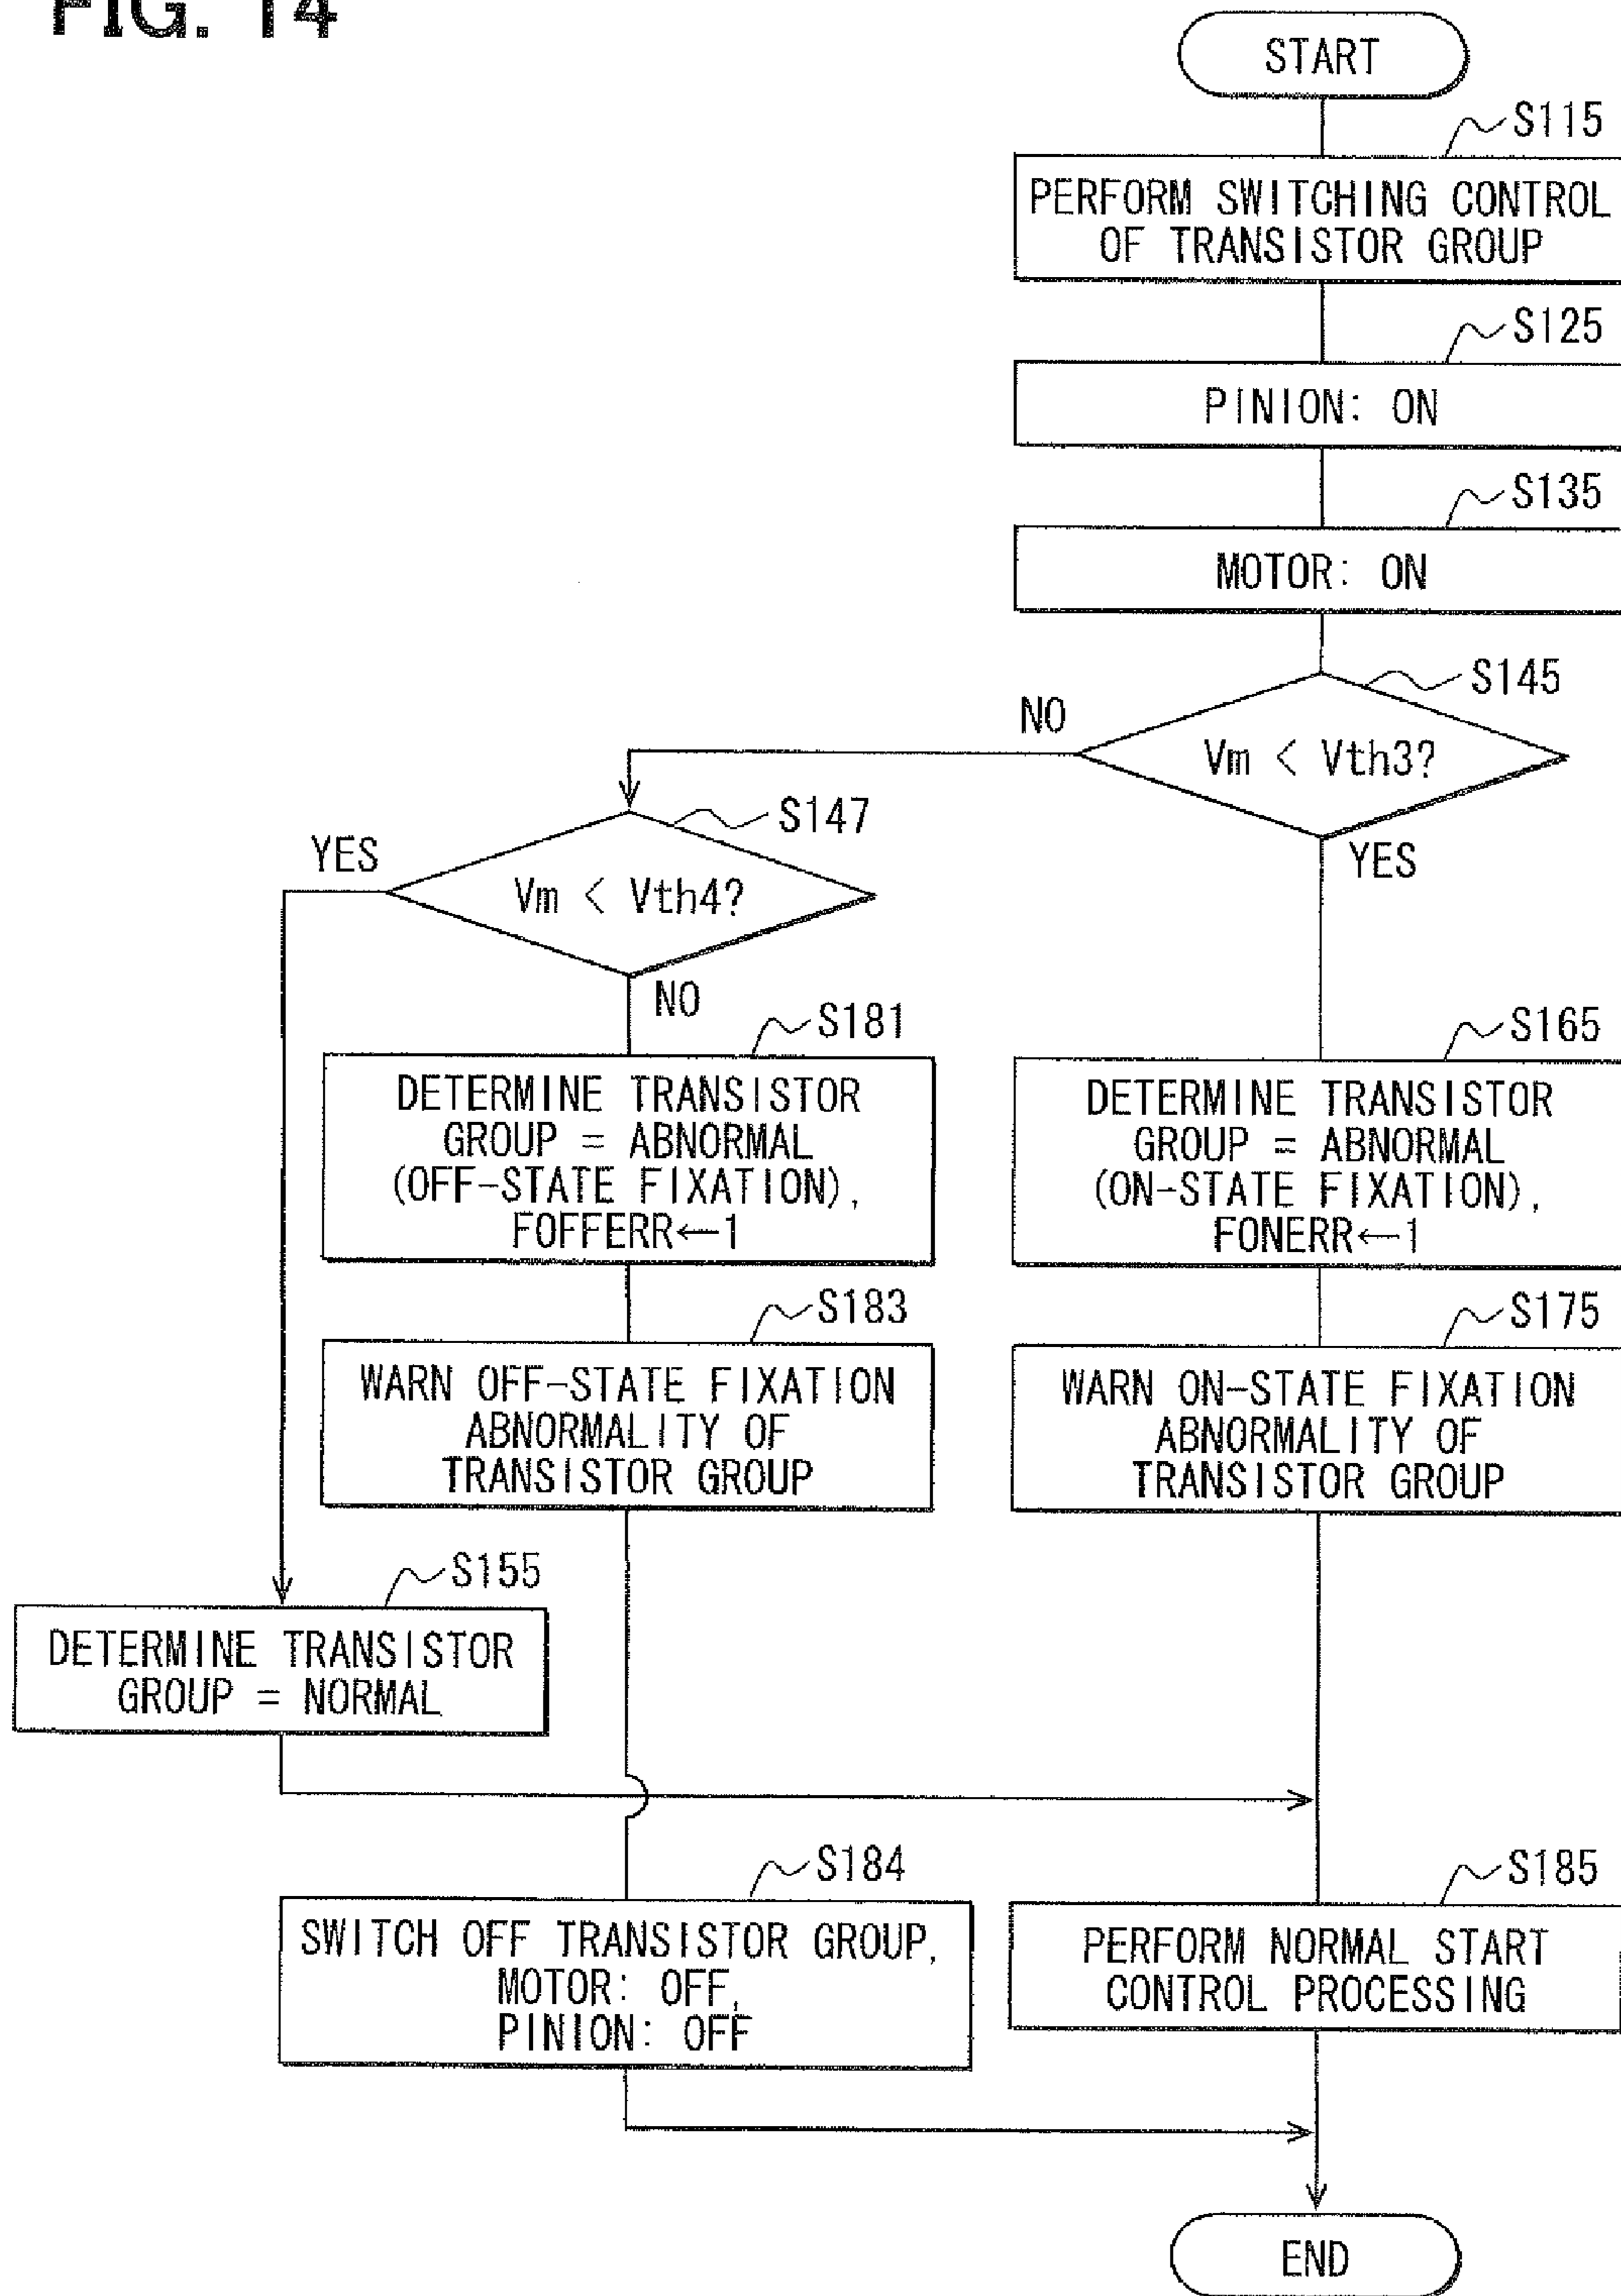 FIG. 14
START
S115
PERFORM SWITCHING CONTROL
OF TRANSISTOR GROUP
S125
PINION: ON
S135
MOTOR: ON
S145
Vm < Vth3?
NO
YES
S147
Vm < Vth4?
YES
NO
S181
DETERMINE TRANSISTOR
GROUP = ABNORMAL
(OFF-STATE FIXATION),
FOFFERR←1
S165
DETERMINE TRANSISTOR
GROUP = ABNORMAL
(ON-STATE FIXATION),
FONERR←1
S183
WARN OFF-STATE FIXATION
ABNORMALITY OF
TRANSISTOR GROUP
S175
WARN ON-STATE FIXATION
ABNORMALITY OF
TRANSISTOR GROUP
S155
DETERMINE TRANSISTOR
GROUP = NORMAL
S184
SWITCH OFF TRANSISTOR GROUP,
MOTOR: OFF,
PINION: OFF
S185
PERFORM NORMAL START
CONTROL PROCESSING
END